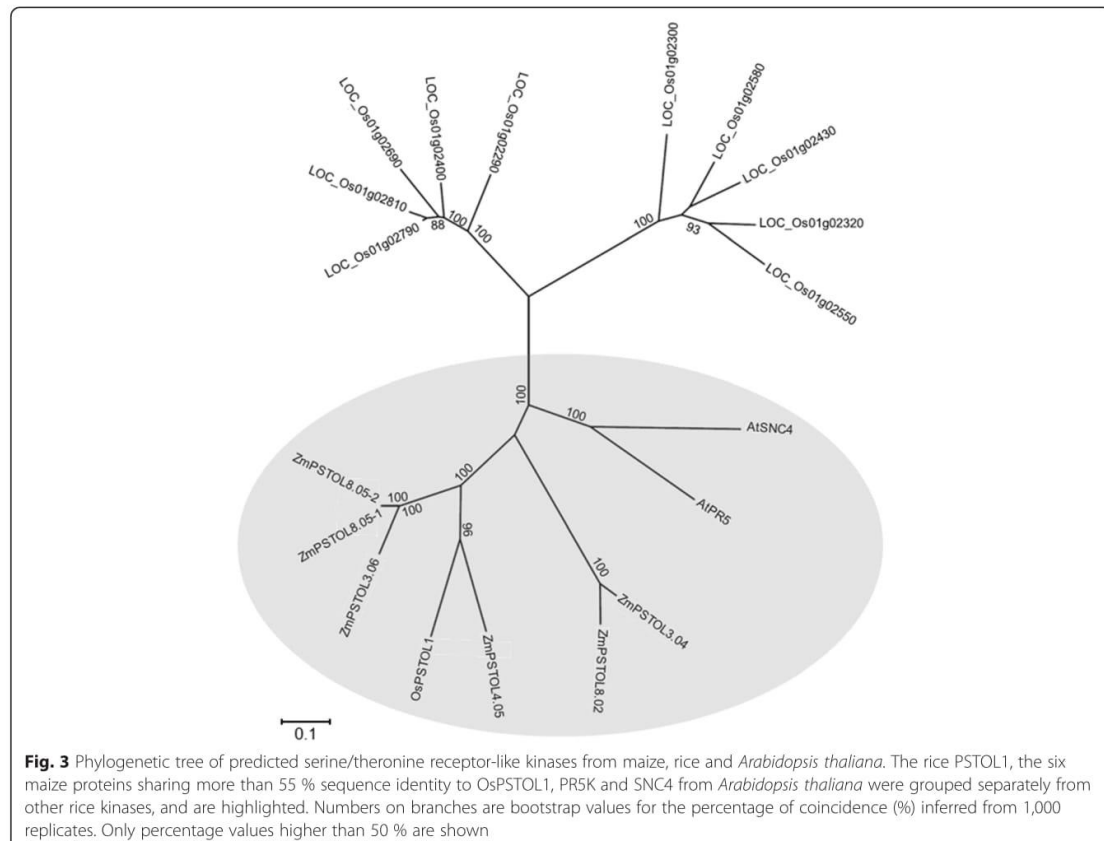 LOC_Os01g02300
LOC_Os01g02580
LOC_Os01g02290
LOC_Os01g02400
LOC_Os01g02690
LOC_Os01g02430
LOC_Os01g02810
LOC_Os01g02320
100
100
88
100
93
LOC_Os01g02790
LOC_Os01g02550
100
100
AtSNC4
ZmPSTOL8.05-2
100
100
100
AtPR5
ZmPSTOL8.05-1
96
100
ZmPSTOL3.06
ZmPSTOL3.04
OsPSTOL1
ZmPSTOL4.05
ZmPSTOL8.02
0.1
Fig. 3 Phylogenetic tree of predicted serine/theronine receptor-like kinases from maize, rice and Arabidopsis thaliana. The rice PSTOL1, the six
maize proteins sharing more than 55 % sequence identity to OsPSTOL1, PR5K and SNC4 from Arabidopsis thaliana were grouped separately from
other rice kinases, and are highlighted. Numbers on branches are bootstrap values for the percentage of coincidence (%) inferred from 1,000
replicates. Only percentage values higher than 50 % are shown